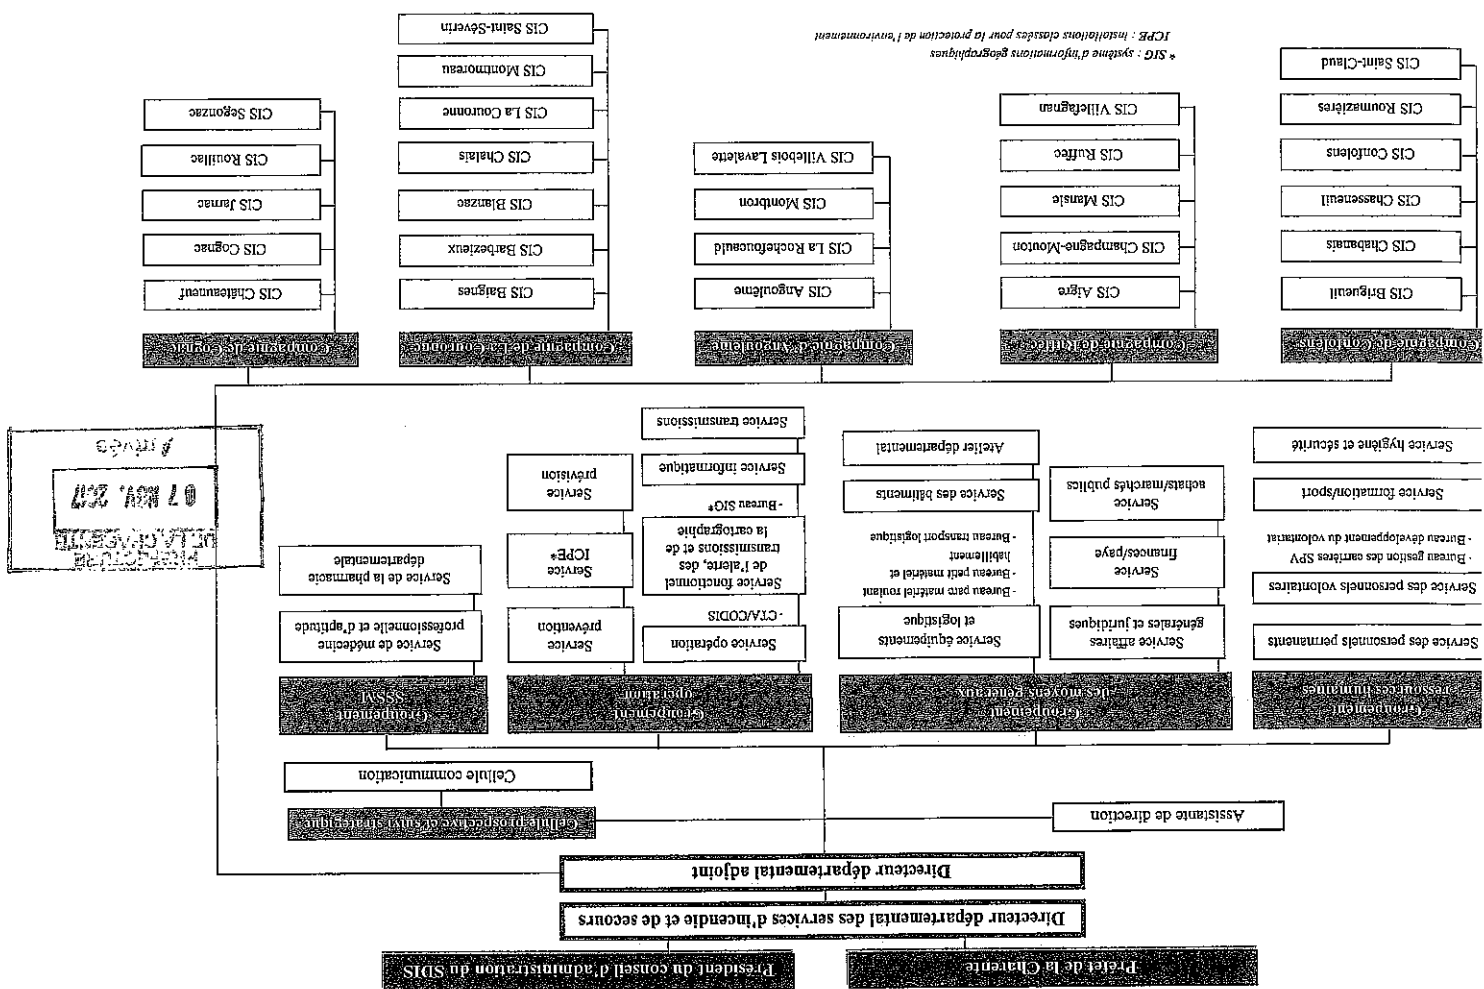 Préfet de la Charente
Président du conseil d'administration du SDIS
Directeur départemental des services d'incendie et de secours
Directeur départemental adjoint
Assistante de direction
Cellule prospective et suivi stratégique
Cellule communication
Groupement
ressources humaines
Service des personnels permanents
Service des personnels volontaires
- Bureau gestion des carrières SPV
- Bureau développement du volontariat
Service formation/sport
Service hygiène et sécurité
Groupement
des moyens généraux
Service affaires
générales et juridiques
Service
finances/paye
Service
achats/marchés publics
Service équipements
et logistique
- Bureau parc matériel roulant
- Bureau petit matériel et
habillement
- Bureau transport logistique
Service des bâtiments
Atelier départemental
Groupement
opération
Service opération
- CTA/CODIS
Service fonctionnel
de l'alerte, des
transmissions et de
la cartographie
- Bureau SIG*
Service informatique
Service transmissions
Service
prévention
Service
ICPE*
Service
prévision
Groupement
SSSM
Service de médecine
professionnelle et d'aptitude
Service de la pharmacie
départementale
PREFECTURE
DE LA CHARENTE
07 NOV. 2017
Arrivée
Compagnie de Confolens
CIS Brigueuil
CIS Chabanais
CIS Chasseneuil
CIS Confolens
CIS Roumazières
CIS Saint-Claud
Compagnie de Ruffec
CIS Aigre
CIS Champagne-Mouton
CIS Mansle
CIS Ruffec
CIS Villefagnan
Compagnie d'Angoulême
CIS Angoulême
CIS La Rochefoucauld
CIS Montbron
CIS Villebois Lavalette
Compagnie de La Couronne
CIS Baignes
CIS Barbezieux
CIS Blanzac
CIS Chalais
CIS La Couronne
CIS Montmoreau
CIS Saint-Séverin
Compagnie de Cognac
CIS Châteauneuf
CIS Cognac
CIS Jarnac
CIS Rouillac
CIS Segonzac
* SIG : système d'informations géographiques
ICPE : installations classées pour la protection de l'environnement